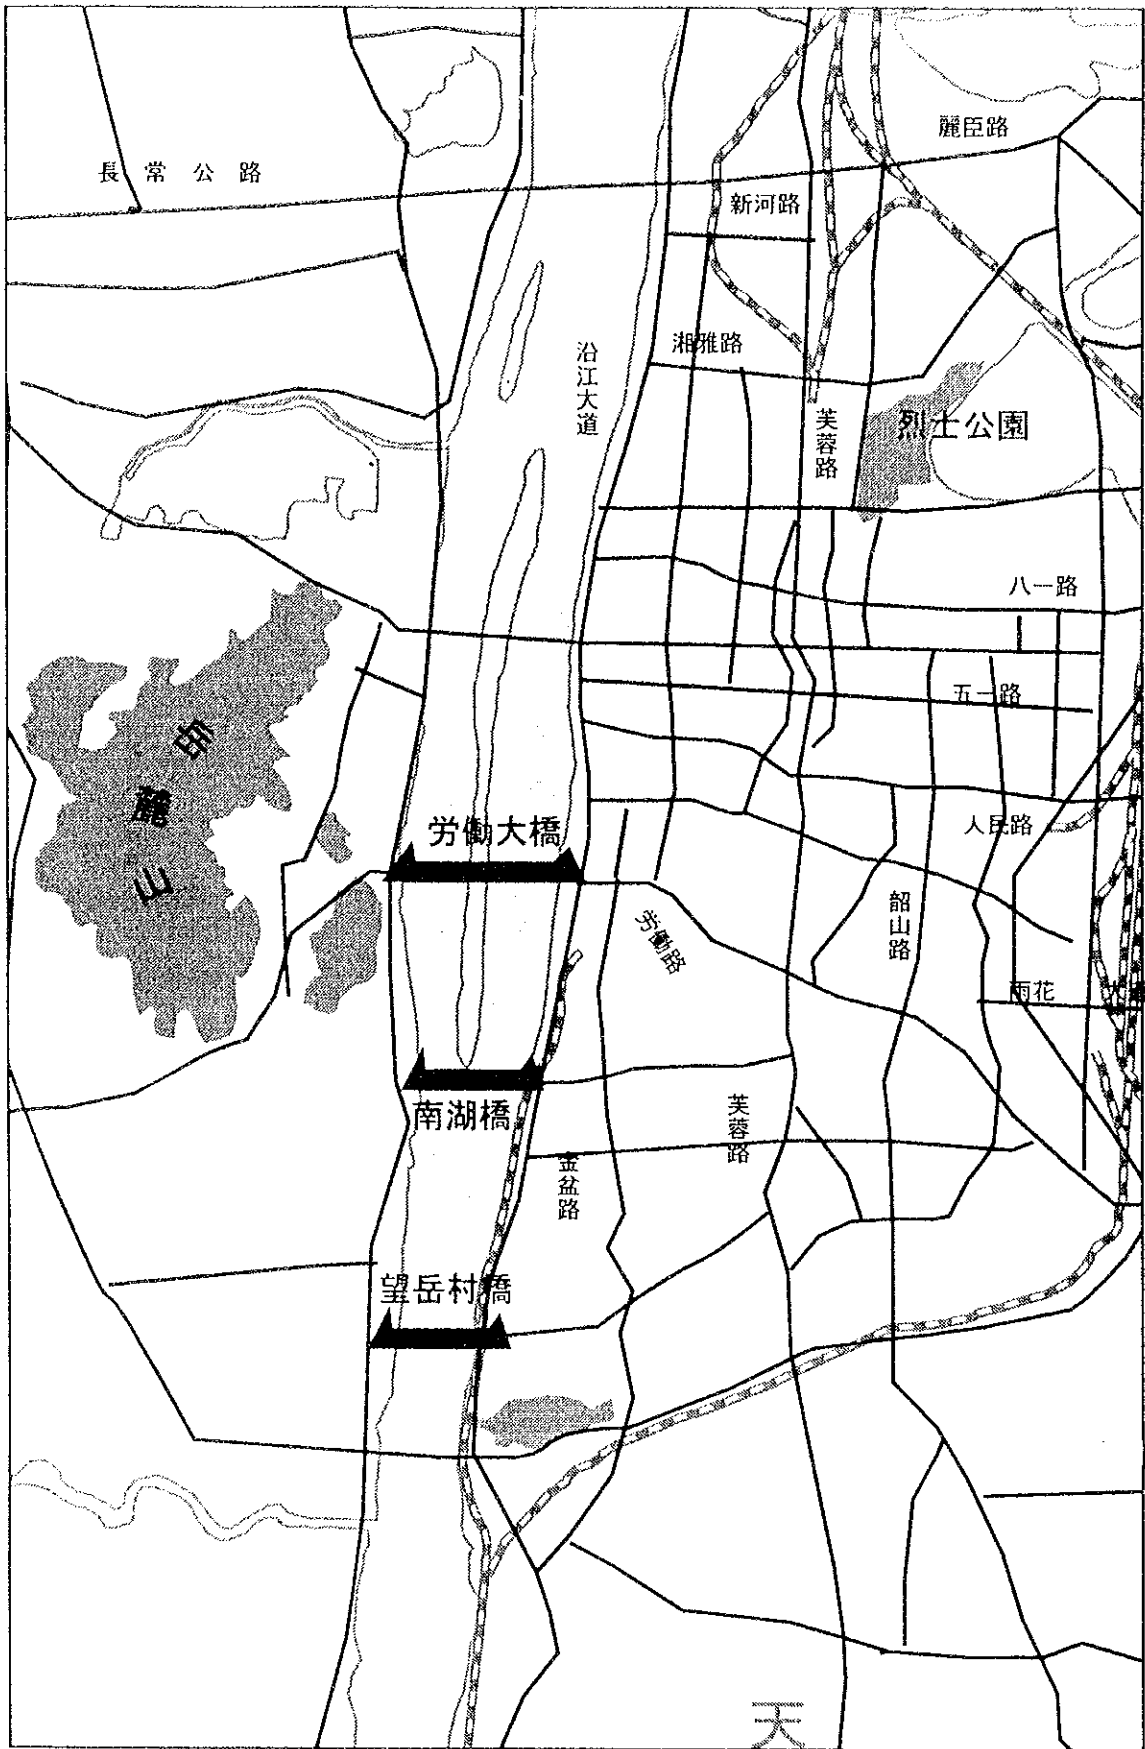 麗臣路
長常公路
新河路
湘雅路
沿江大道
芙蓉路
烈士公園
八一路
五一路
岳麓山
労働大橋
人民路
韶山路
労働路
雨花大道
南湖橋
芙蓉路
金盆路
望岳村橋
天